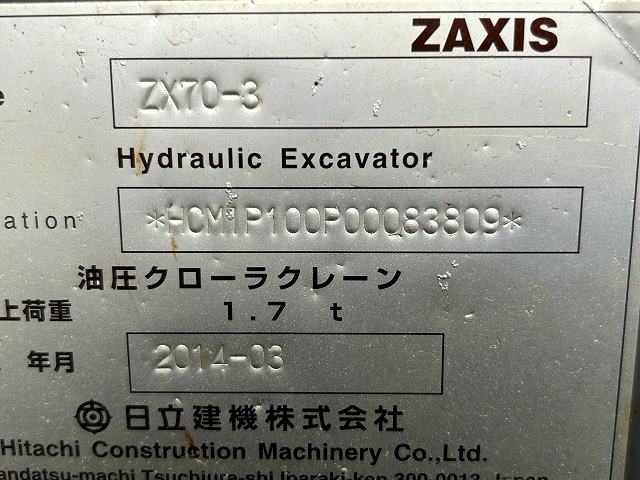 ZAXIS
ZX70-3
Hydraulic Excavator
ation *HCM1P100P00083809*
油圧クローラクレーン
上荷重 1.7 t
年月 2014-03
日立建機株式会社
Hitachi Construction Machinery Co.,Ltd.
andatsu-machi Tsuchiura-shi Ibaraki-ken 300-0013 Japan